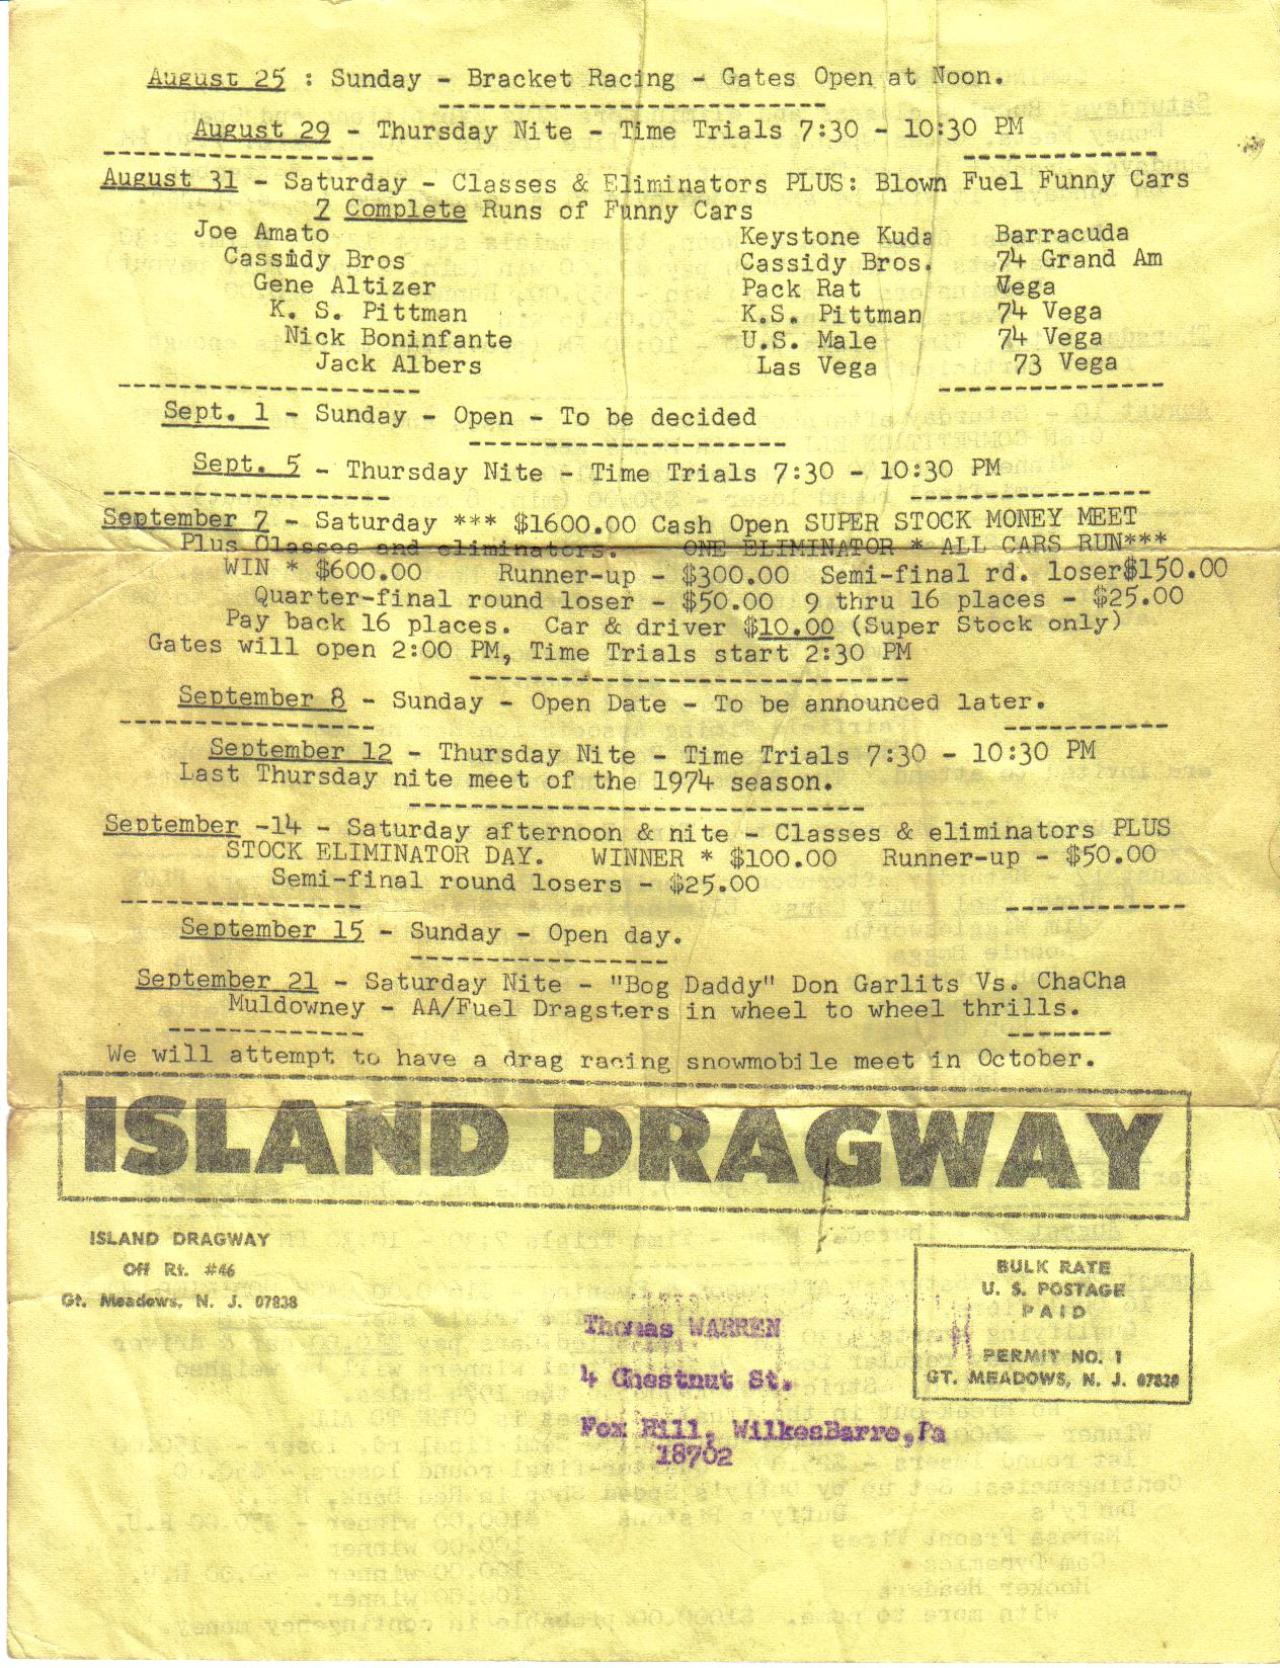 August 25 : Sunday - Bracket Racing - Gates Open at Noon.
August 29 - Thursday Nite - Time Trials 7:30 - 10:30 PM
August 31 - Saturday - Classes & Eliminators PLUS: Blown Fuel Funny Cars
7 Complete Runs of Funny Cars
Joe Amato Keystone Kuda Barracuda
Cassidy Bros Cassidy Bros. 74 Grand Am
Gene Altizer Pack Rat Vega
K. S. Pittman K.S. Pittman 74 Vega
Nick Boninfante U.S. Male 74 Vega
Jack Albers Las Vega 73 Vega
Sept. 1 - Sunday - Open - To be decided
Sept. 5 - Thursday Nite - Time Trials 7:30 - 10:30 PM
September 7 - Saturday *** $1600.00 Cash Open SUPER STOCK MONEY MEET
Plus Classes and eliminators. ONE ELIMINATOR * ALL CARS RUN***
WIN * $600.00 Runner-up - $300.00 Semi-final rd. loser$150.00
Quarter-final round loser - $50.00 9 thru 16 places - $25.00
Pay back 16 places. Car & driver $10.00 (Super Stock only)
Gates will open 2:00 PM, Time Trials start 2:30 PM
September 8 - Sunday - Open Date - To be announced later.
September 12 - Thursday Nite - Time Trials 7:30 - 10:30 PM
Last Thursday nite meet of the 1974 season.
September -14 - Saturday afternoon & nite - Classes & eliminators PLUS
STOCK ELIMINATOR DAY. WINNER * $100.00 Runner-up - $50.00
Semi-final round losers - $25.00
September 15 - Sunday - Open day.
September 21 - Saturday Nite - "Bog Daddy" Don Garlits Vs. ChaCha
Muldowney - AA/Fuel Dragsters in wheel to wheel thrills.
We will attempt to have a drag racing snowmobile meet in October.
ISLAND DRAGWAY
ISLAND DRAGWAY
Off Rt. #46
Gt. Meadows, N. J. 07838
BULK RATE
U. S. POSTAGE
PAID
PERMIT NO. 1
GT. MEADOWS, N. J. 07838
Thomas WARREN
4 Chestnut St.
Fox Hill, WilkesBarre,Pa
18702